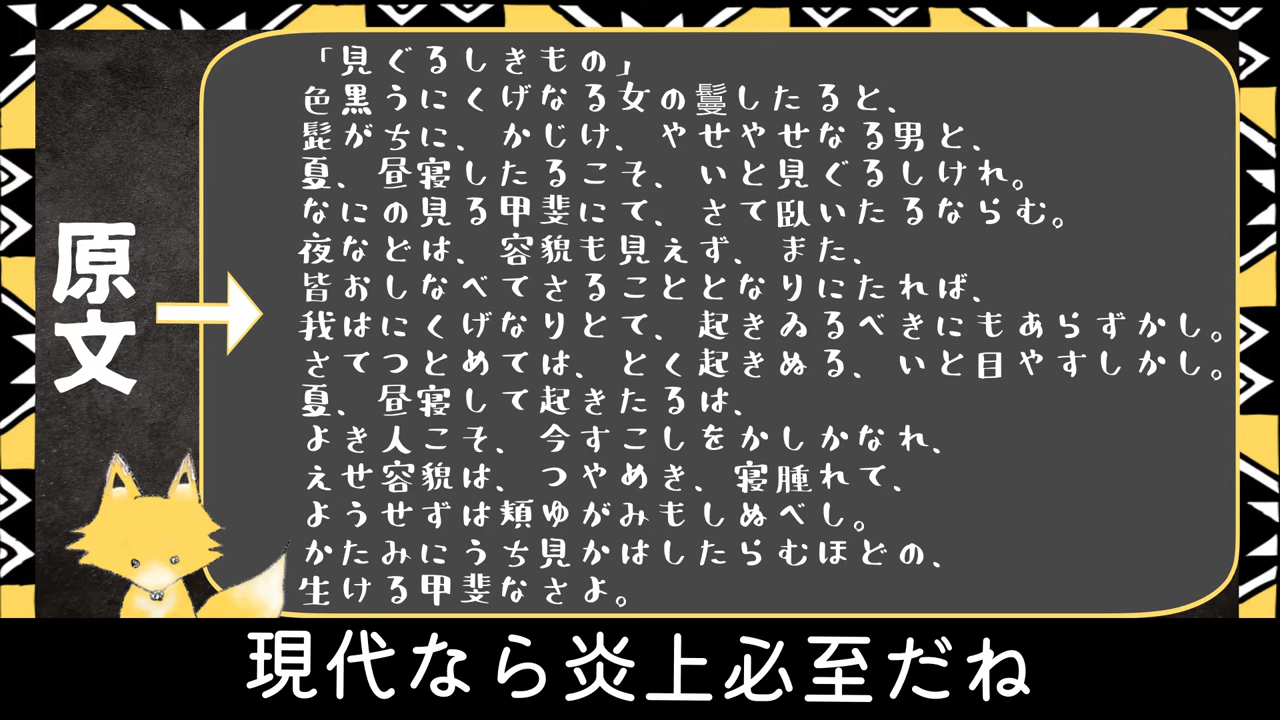 原文
「見ぐるしきもの」
色黒うにくげなる女の鬘したると、
髭がちに、かじけ、やせやせなる男と、
夏、昼寝したるこそ、いと見ぐるしけれ。
なにの見る甲斐にて、さて臥いたるならむ。
夜などは、容貌も見えず、また、
皆おしなべてさることとなりにたれば、
我はにくげなりとて、起きゐるべきにもあらずかし。
さてつとめては、とく起きぬる、いと目やすしかし。
夏、昼寝して起きたるは、
よき人こそ、今すこしをかしかなれ、
えせ容貌は、つやめき、寝腫れて、
ようせずは頬ゆがみもしぬべし。
かたみにうち見かはしたらむほどの、
生ける甲斐なさよ。
現代なら炎上必至だね